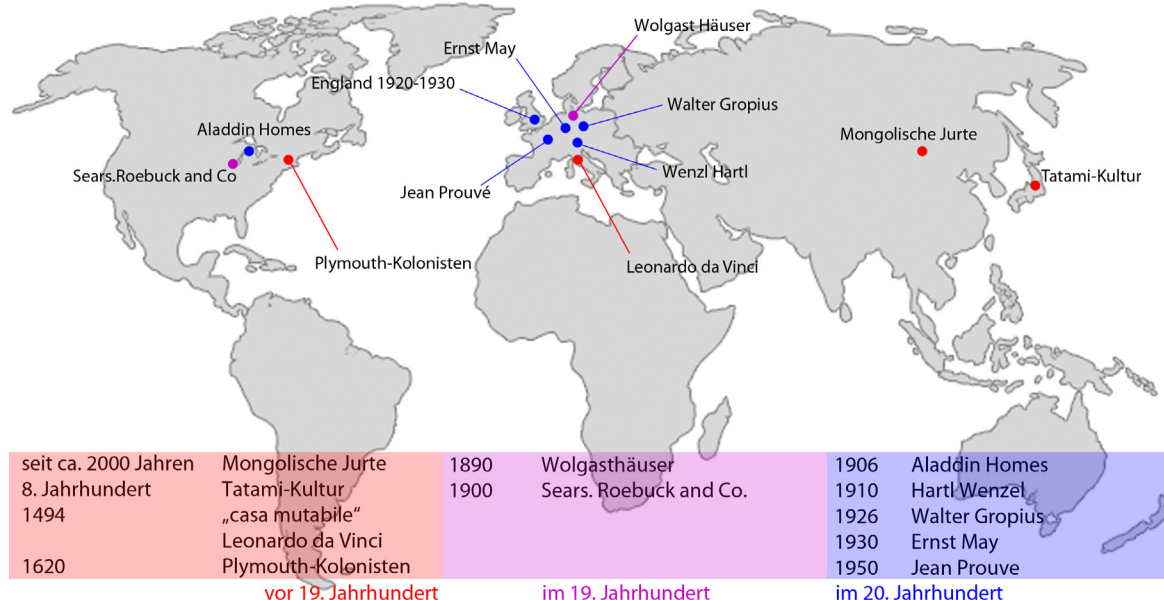 Wolgast Häuser
Ernst May
England 1920-1930
Walter Gropius
Aladdin Homes
Mongolische Jurte
Sears.Roebuck and Co
Wenzl Hartl
Tatami-Kultur
Jean Prouvé
Plymouth-Kolonisten
Leonardo da Vinci
seit ca. 2000 Jahren Mongolische Jurte
8. Jahrhundert Tatami-Kultur
1494 „casa mutabile“
Leonardo da Vinci
1620 Plymouth-Kolonisten
vor 19. Jahrhundert
1890 Wolgasthäuser
1900 Sears. Roebuck and Co.
im 19. Jahrhundert
1906 Aladdin Homes
1910 Hartl Wenzel
1926 Walter Gropius
1930 Ernst May
1950 Jean Prouve
im 20. Jahrhundert